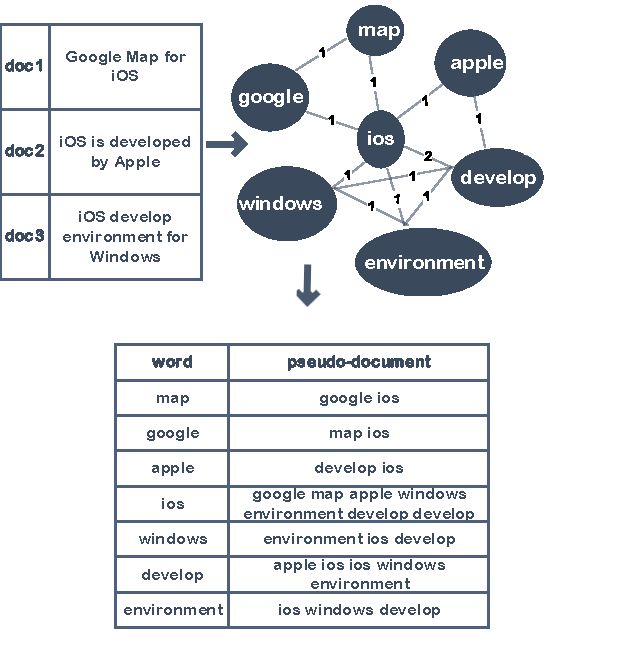 doc1
Google Map for
iOS
doc2
iOS is developed
by Apple
doc3
iOS develop
environment for
Windows
map
apple
google
ios
windows
develop
environment
1
1
1
1
1
2
1
1
1
1
1
word pseudo-document
map google ios
google map ios
apple develop ios
ios
google map apple windows
environment develop develop
windows environment ios develop
develop
apple ios ios windows
environment
environment ios windows develop